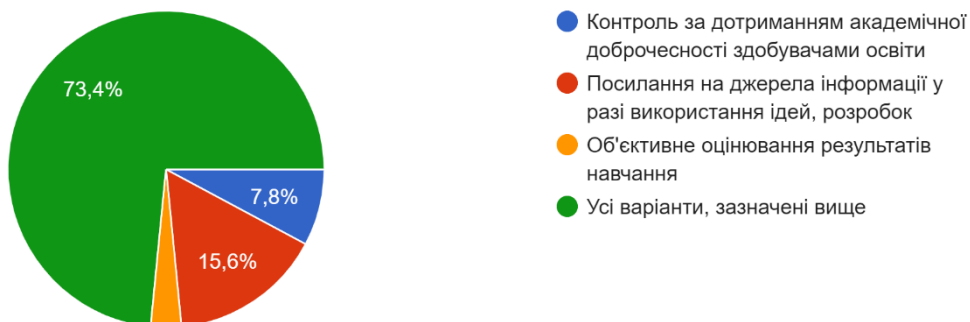 73,4%
7,8%
15,6%
Контроль за дотриманням академічної
доброчесності здобувачами освіти
Посилання на джерела інформації у
разі використання ідей, розробок
Об'єктивне оцінювання результатів
навчання
Усі варіанти, зазначені вище